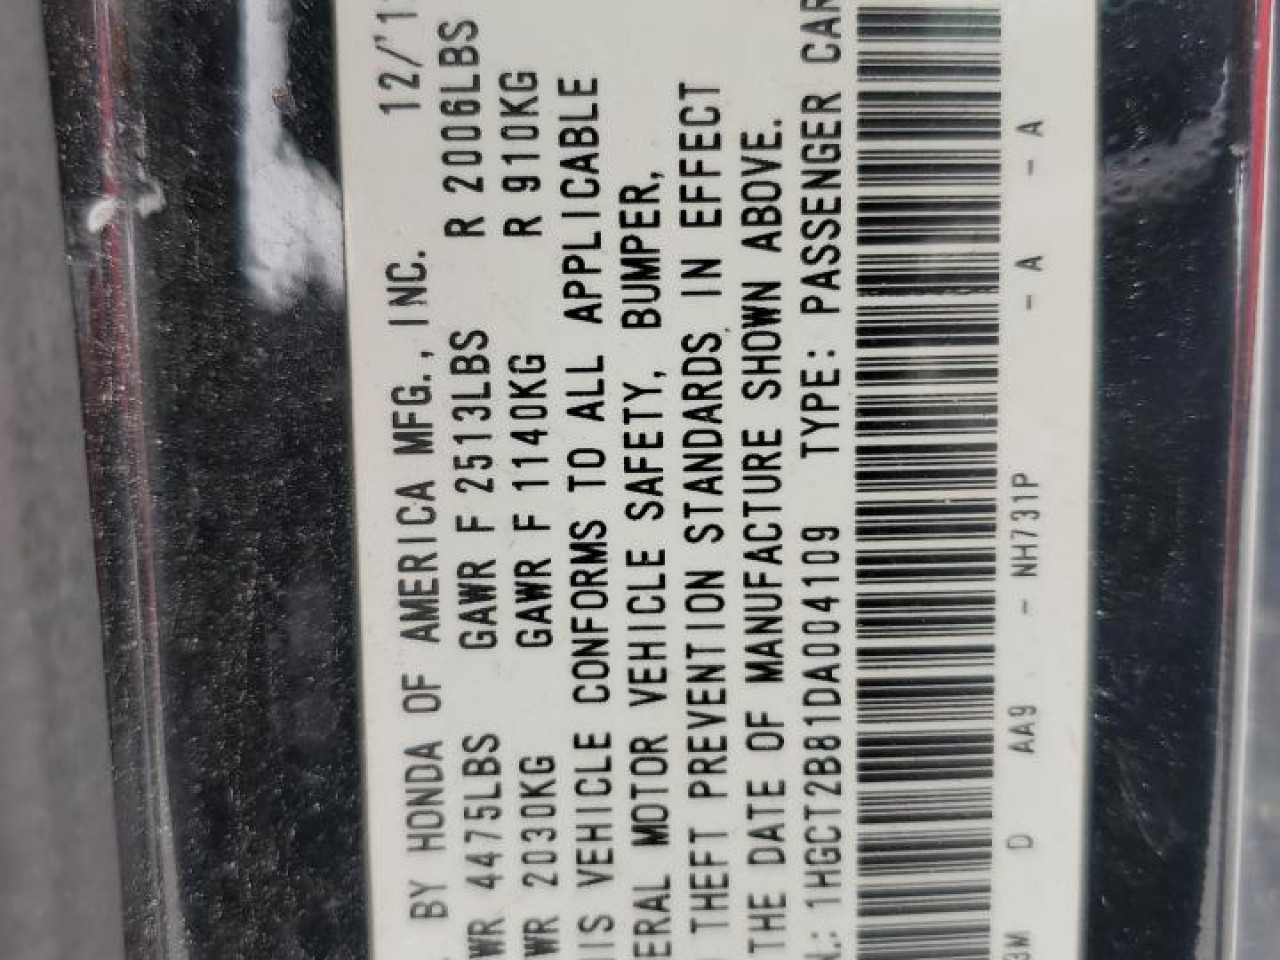 BY HONDA OF AMERICA MFG., INC. 12/'1
WR 4475LBS GAWR F 2513LBS R 2006LBS
WR 2030KG GAWR F 1140KG R 910KG
IS VEHICLE CONFORMS TO ALL APPLICABLE
ERAL MOTOR VEHICLE SAFETY, BUMPER,
THEFT PREVENTION STANDARDS IN EFFECT
THE DATE OF MANUFACTURE SHOWN ABOVE.
N.: 1HGCT2B81DA004109 TYPE: PASSENGER CAR
3M D AA9 - NH731P - A - A